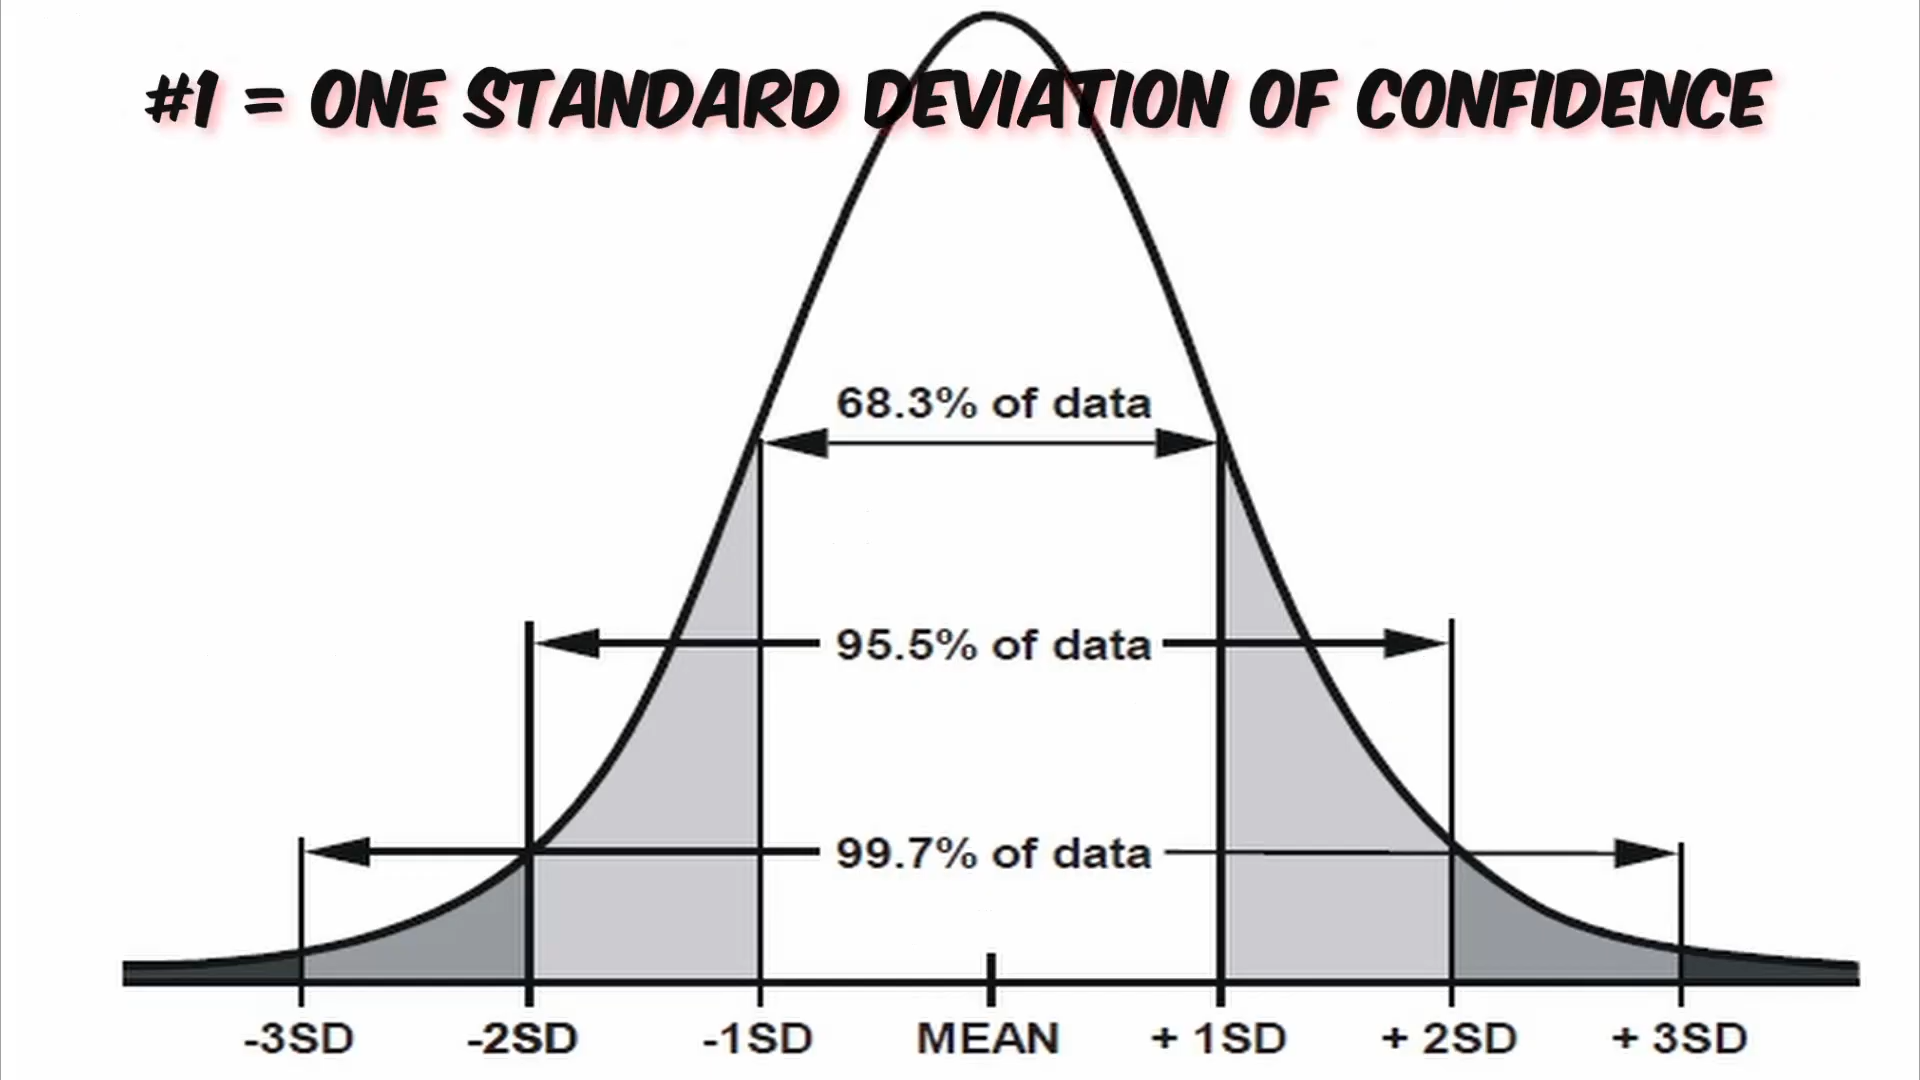 #1 = ONE STANDARD DEVIATION OF CONFIDENCE
68.3% of data
95.5% of data
99.7% of data
-3SD -2SD -1SD MEAN + 1SD + 2SD + 3SD